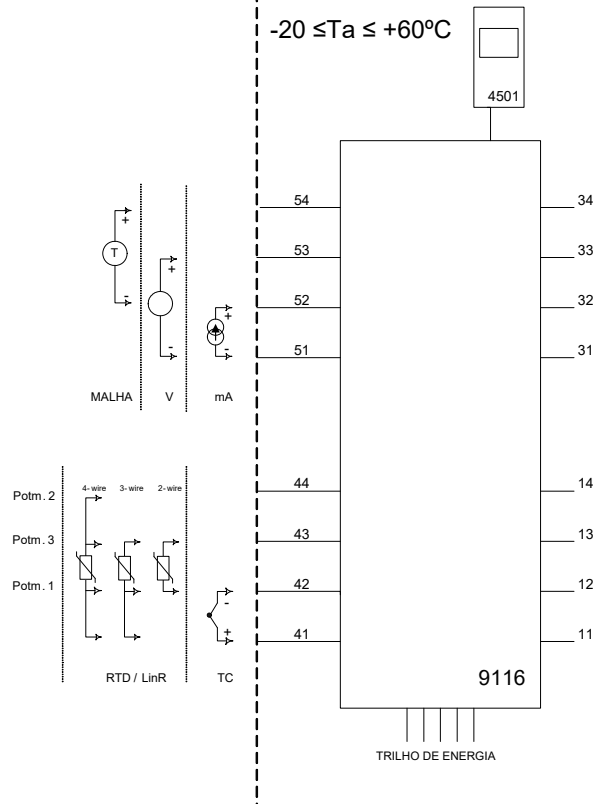 -20 ≤Ta ≤ +60ºC
4501
54
34
+
T
53
33
+
52
32
-
+
51
31
-
-
MALHA
V
mA
4- wire
3- wire
2- wire
Potm. 2
44
14
Potm. 3
43
13
Potm. 1
42
12
-
+
41
11
RTD / LinR
TC
9116
TRILHO DE ENERGIA